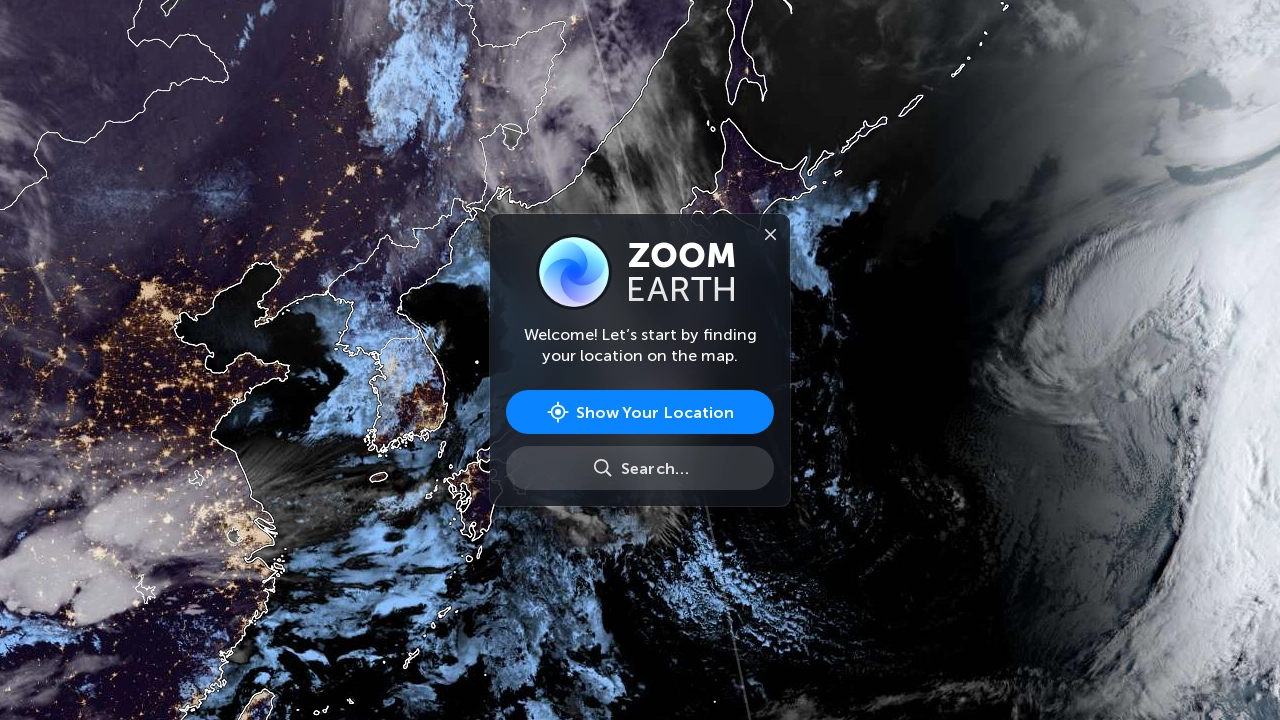 ZOOM
EARTH
Welcome! Let’s start by finding
your location on the map.
Show Your Location
Search...